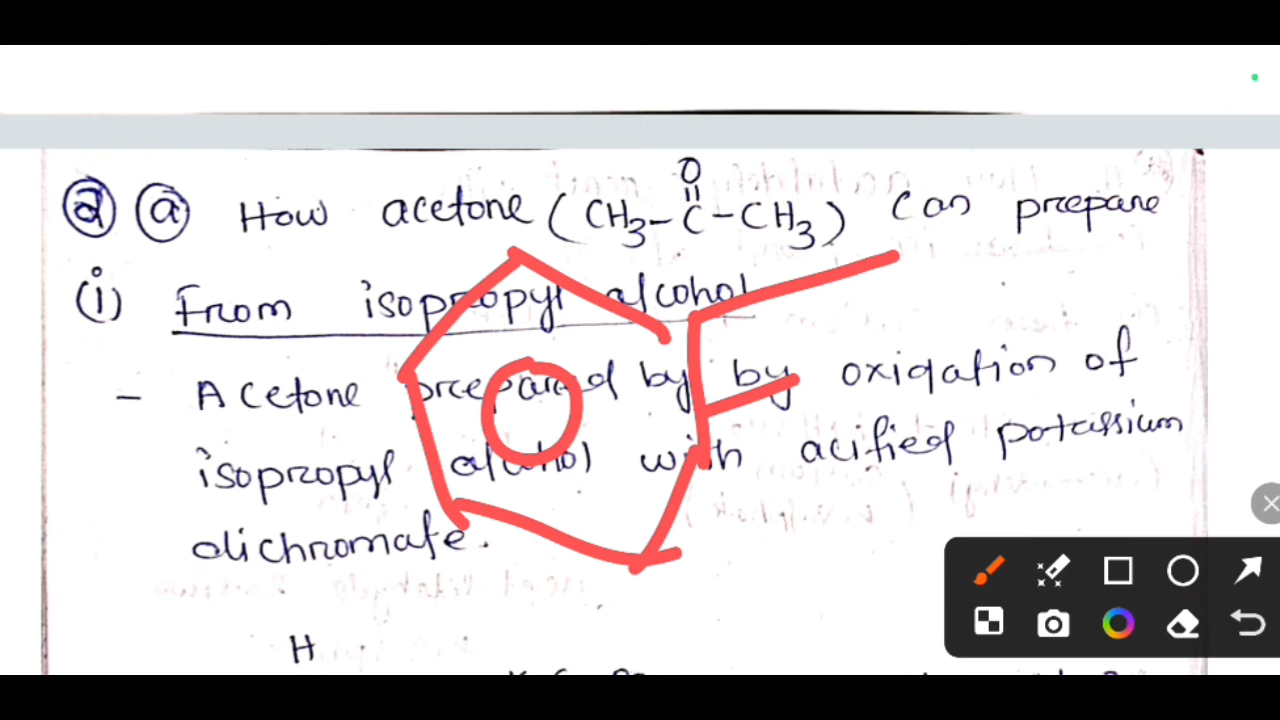 2 a How acetone (CH3-C-CH3) can prepare
O
(i) From isopropyl alcohol
- Acetone prepared by by oxidation of
isopropyl alcohol with acified potassium
dichromate.
H